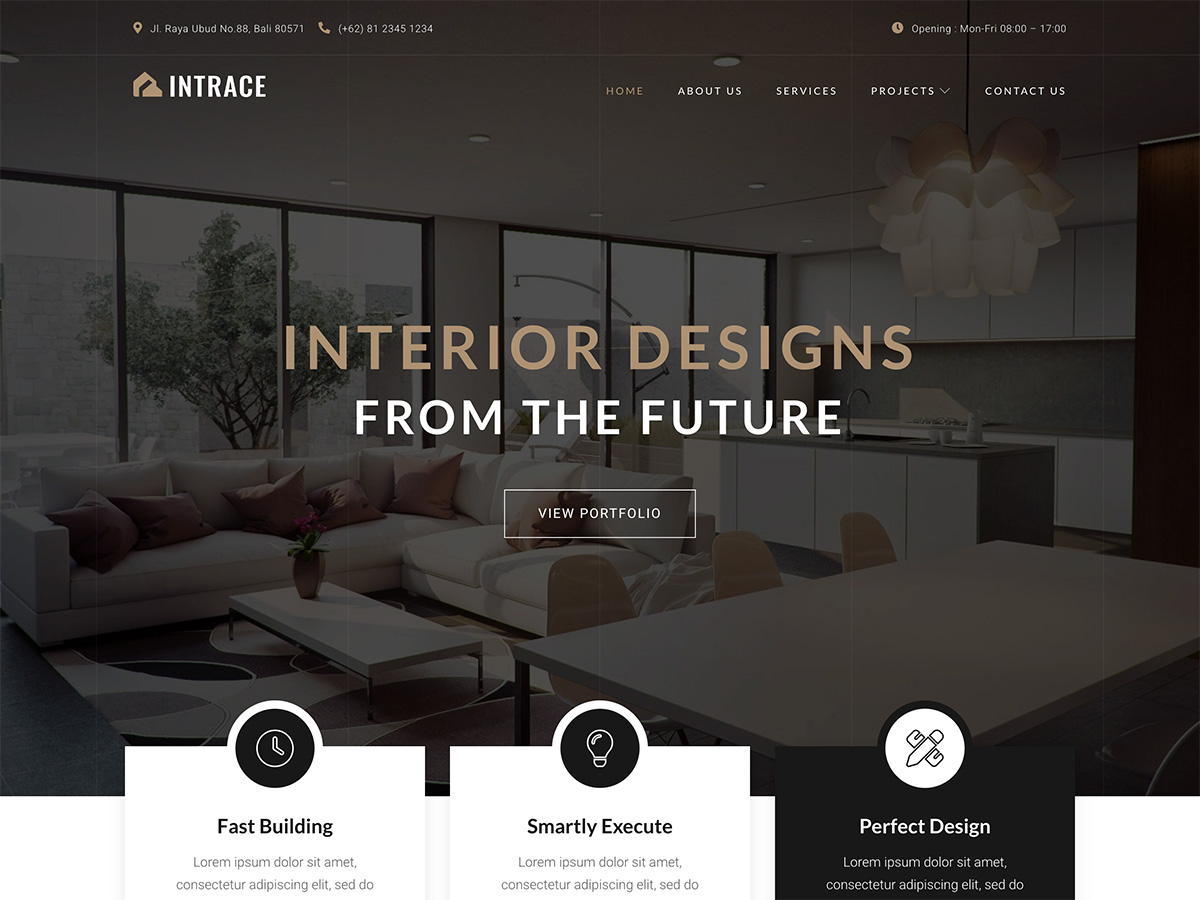 Jl. Raya Ubud No.88, Bali 80571
(+62) 81 2345 1234
Opening : Mon-Fri 08:00 – 17:00
INTRACE
HOME
ABOUT US
SERVICES
PROJECTS
CONTACT US
INTERIOR DESIGNS
FROM THE FUTURE
VIEW PORTFOLIO
Fast Building
Lorem ipsum dolor sit amet,
consectetur adipiscing elit, sed do
Smartly Execute
Lorem ipsum dolor sit amet,
consectetur adipiscing elit, sed do
Perfect Design
Lorem ipsum dolor sit amet,
consectetur adipiscing elit, sed do